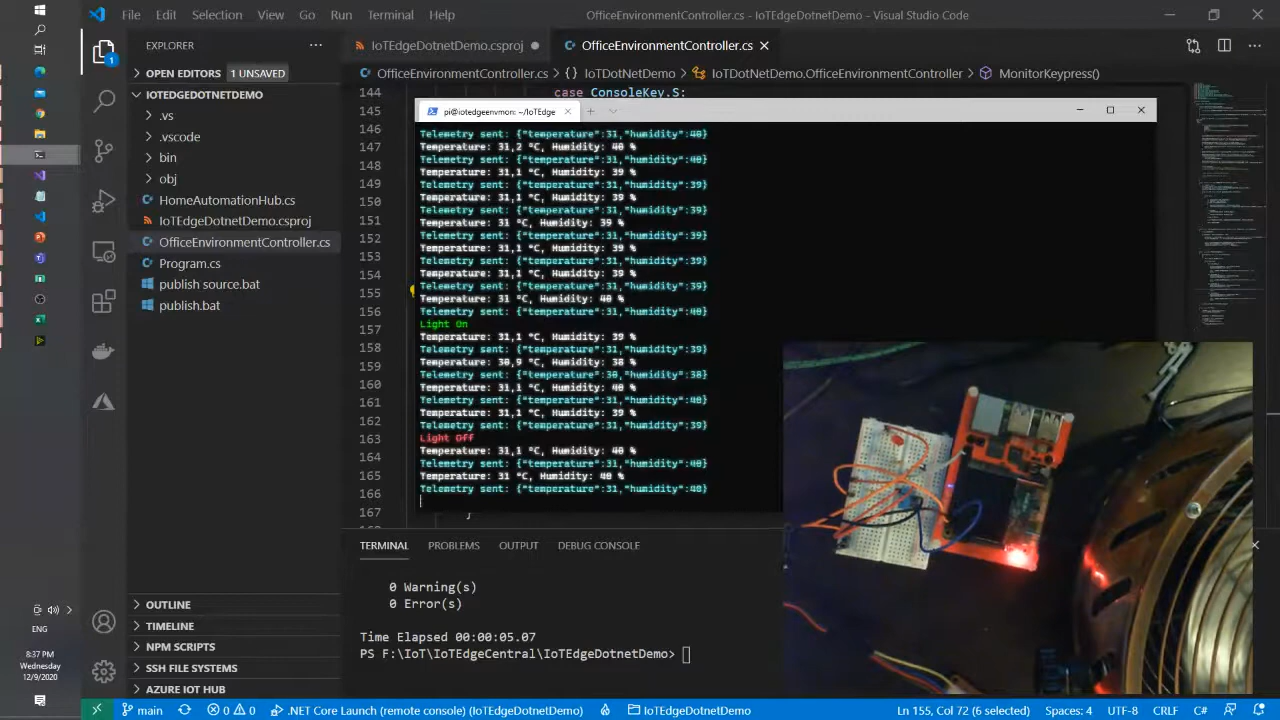 File Edit Selection View Go Run Terminal Help
OfficeEnvironmentController.cs - IoTEdgeDotnetDemo - Visual Studio Code
EXPLORER
IoTEdgeDotnetDemo.csproj
OfficeEnvironmentController.cs
OPEN EDITORS 1 UNSAVED
IOTEDGEDOTNETDEMO
.vs
.vscode
bin
obj
HomeAutomationHub.cs
IoTEdgeDotnetDemo.csproj
OfficeEnvironmentController.cs
Program.cs
publish source.bat
publish.bat
OUTLINE
TIMELINE
NPM SCRIPTS
SSH FILE SYSTEMS
AZURE IOT HUB
1
OfficeEnvironmentController.cs > {} IoTDotNetDemo > IoTDotNetDemo.OfficeEnvironmentController > MonitorKeypress()
144 case ConsoleKey.S:
146
147
148
149
150
151
152
153
154
155
156
157
158
159
160
161
162
163
164
165
166
167 }
pi@iotedgeenvmon: ~/IoTEdge
Telemetry sent: {"temperature":31,"humidity":40}
Temperature: 31,2 °C, Humidity: 40 %
Telemetry sent: {"temperature":31,"humidity":40}
Temperature: 31,1 °C, Humidity: 39 %
Telemetry sent: {"temperature":31,"humidity":39}
Temperature: 31,1 °C, Humidity: 39 %
Telemetry sent: {"temperature":31,"humidity":39}
Temperature: 31 °C, Humidity: 39 %
Telemetry sent: {"temperature":31,"humidity":39}
Temperature: 31,1 °C, Humidity: 39 %
Telemetry sent: {"temperature":31,"humidity":39}
Temperature: 31,1 °C, Humidity: 39 %
Telemetry sent: {"temperature":31,"humidity":39}
Temperature: 31 °C, Humidity: 40 %
Telemetry sent: {"temperature":31,"humidity":40}
Light On
Temperature: 31,1 °C, Humidity: 39 %
Telemetry sent: {"temperature":31,"humidity":39}
Temperature: 30,9 °C, Humidity: 38 %
Telemetry sent: {"temperature":30,"humidity":38}
Temperature: 31,1 °C, Humidity: 40 %
Telemetry sent: {"temperature":31,"humidity":40}
Temperature: 31,1 °C, Humidity: 39 %
Telemetry sent: {"temperature":31,"humidity":39}
Light Off
Temperature: 31,1 °C, Humidity: 40 %
Telemetry sent: {"temperature":31,"humidity":40}
Temperature: 31 °C, Humidity: 40 %
Telemetry sent: {"temperature":31,"humidity":40}
TERMINAL PROBLEMS OUTPUT DEBUG CONSOLE
0 Warning(s)
0 Error(s)
Time Elapsed 00:00:05.07
PS F:\IoT\IoTEdgeCentral\IoTEdgeDotnetDemo>
ENG
8:37 PM
Wednesday
12/9/2020
main 0 0 .NET Core Launch (remote console) (IoTEdgeDotnetDemo) IoTEdgeDotnetDemo
Ln 155, Col 72 (6 selected) Spaces: 4 UTF-8 CRLF C#